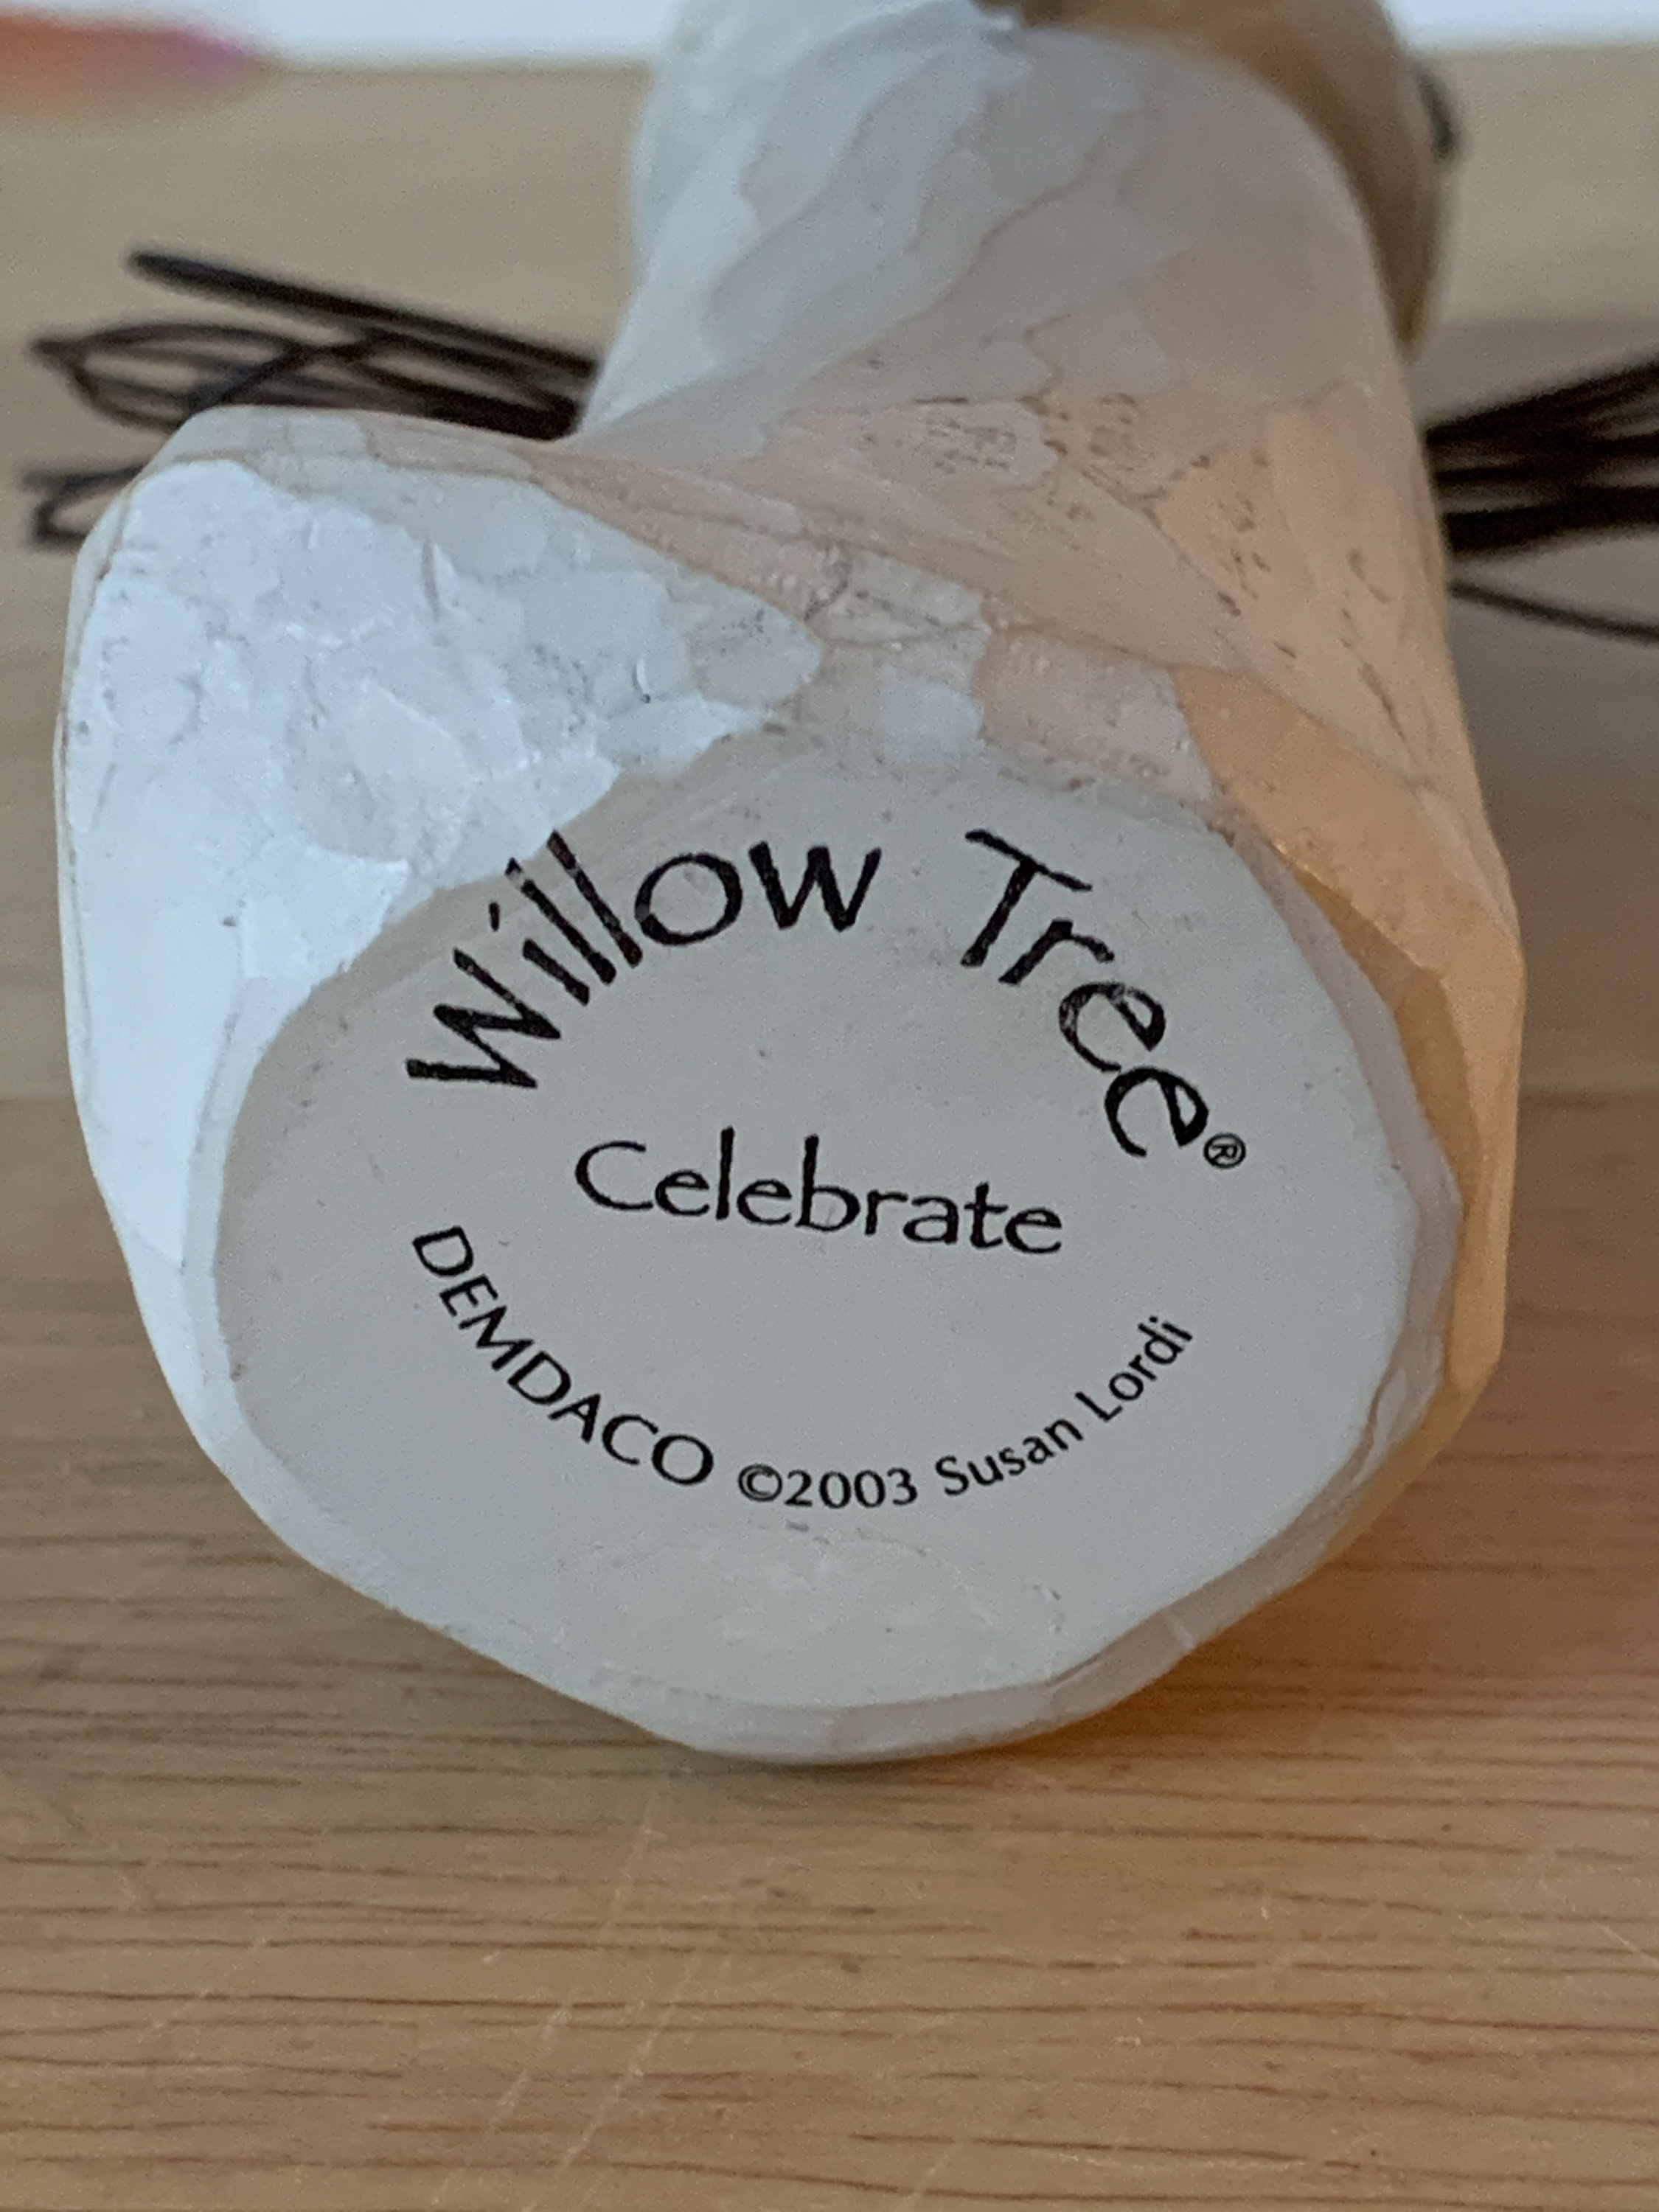 Willow Tree®
Celebrate
DEMDACO ©2003 Susan Lordi